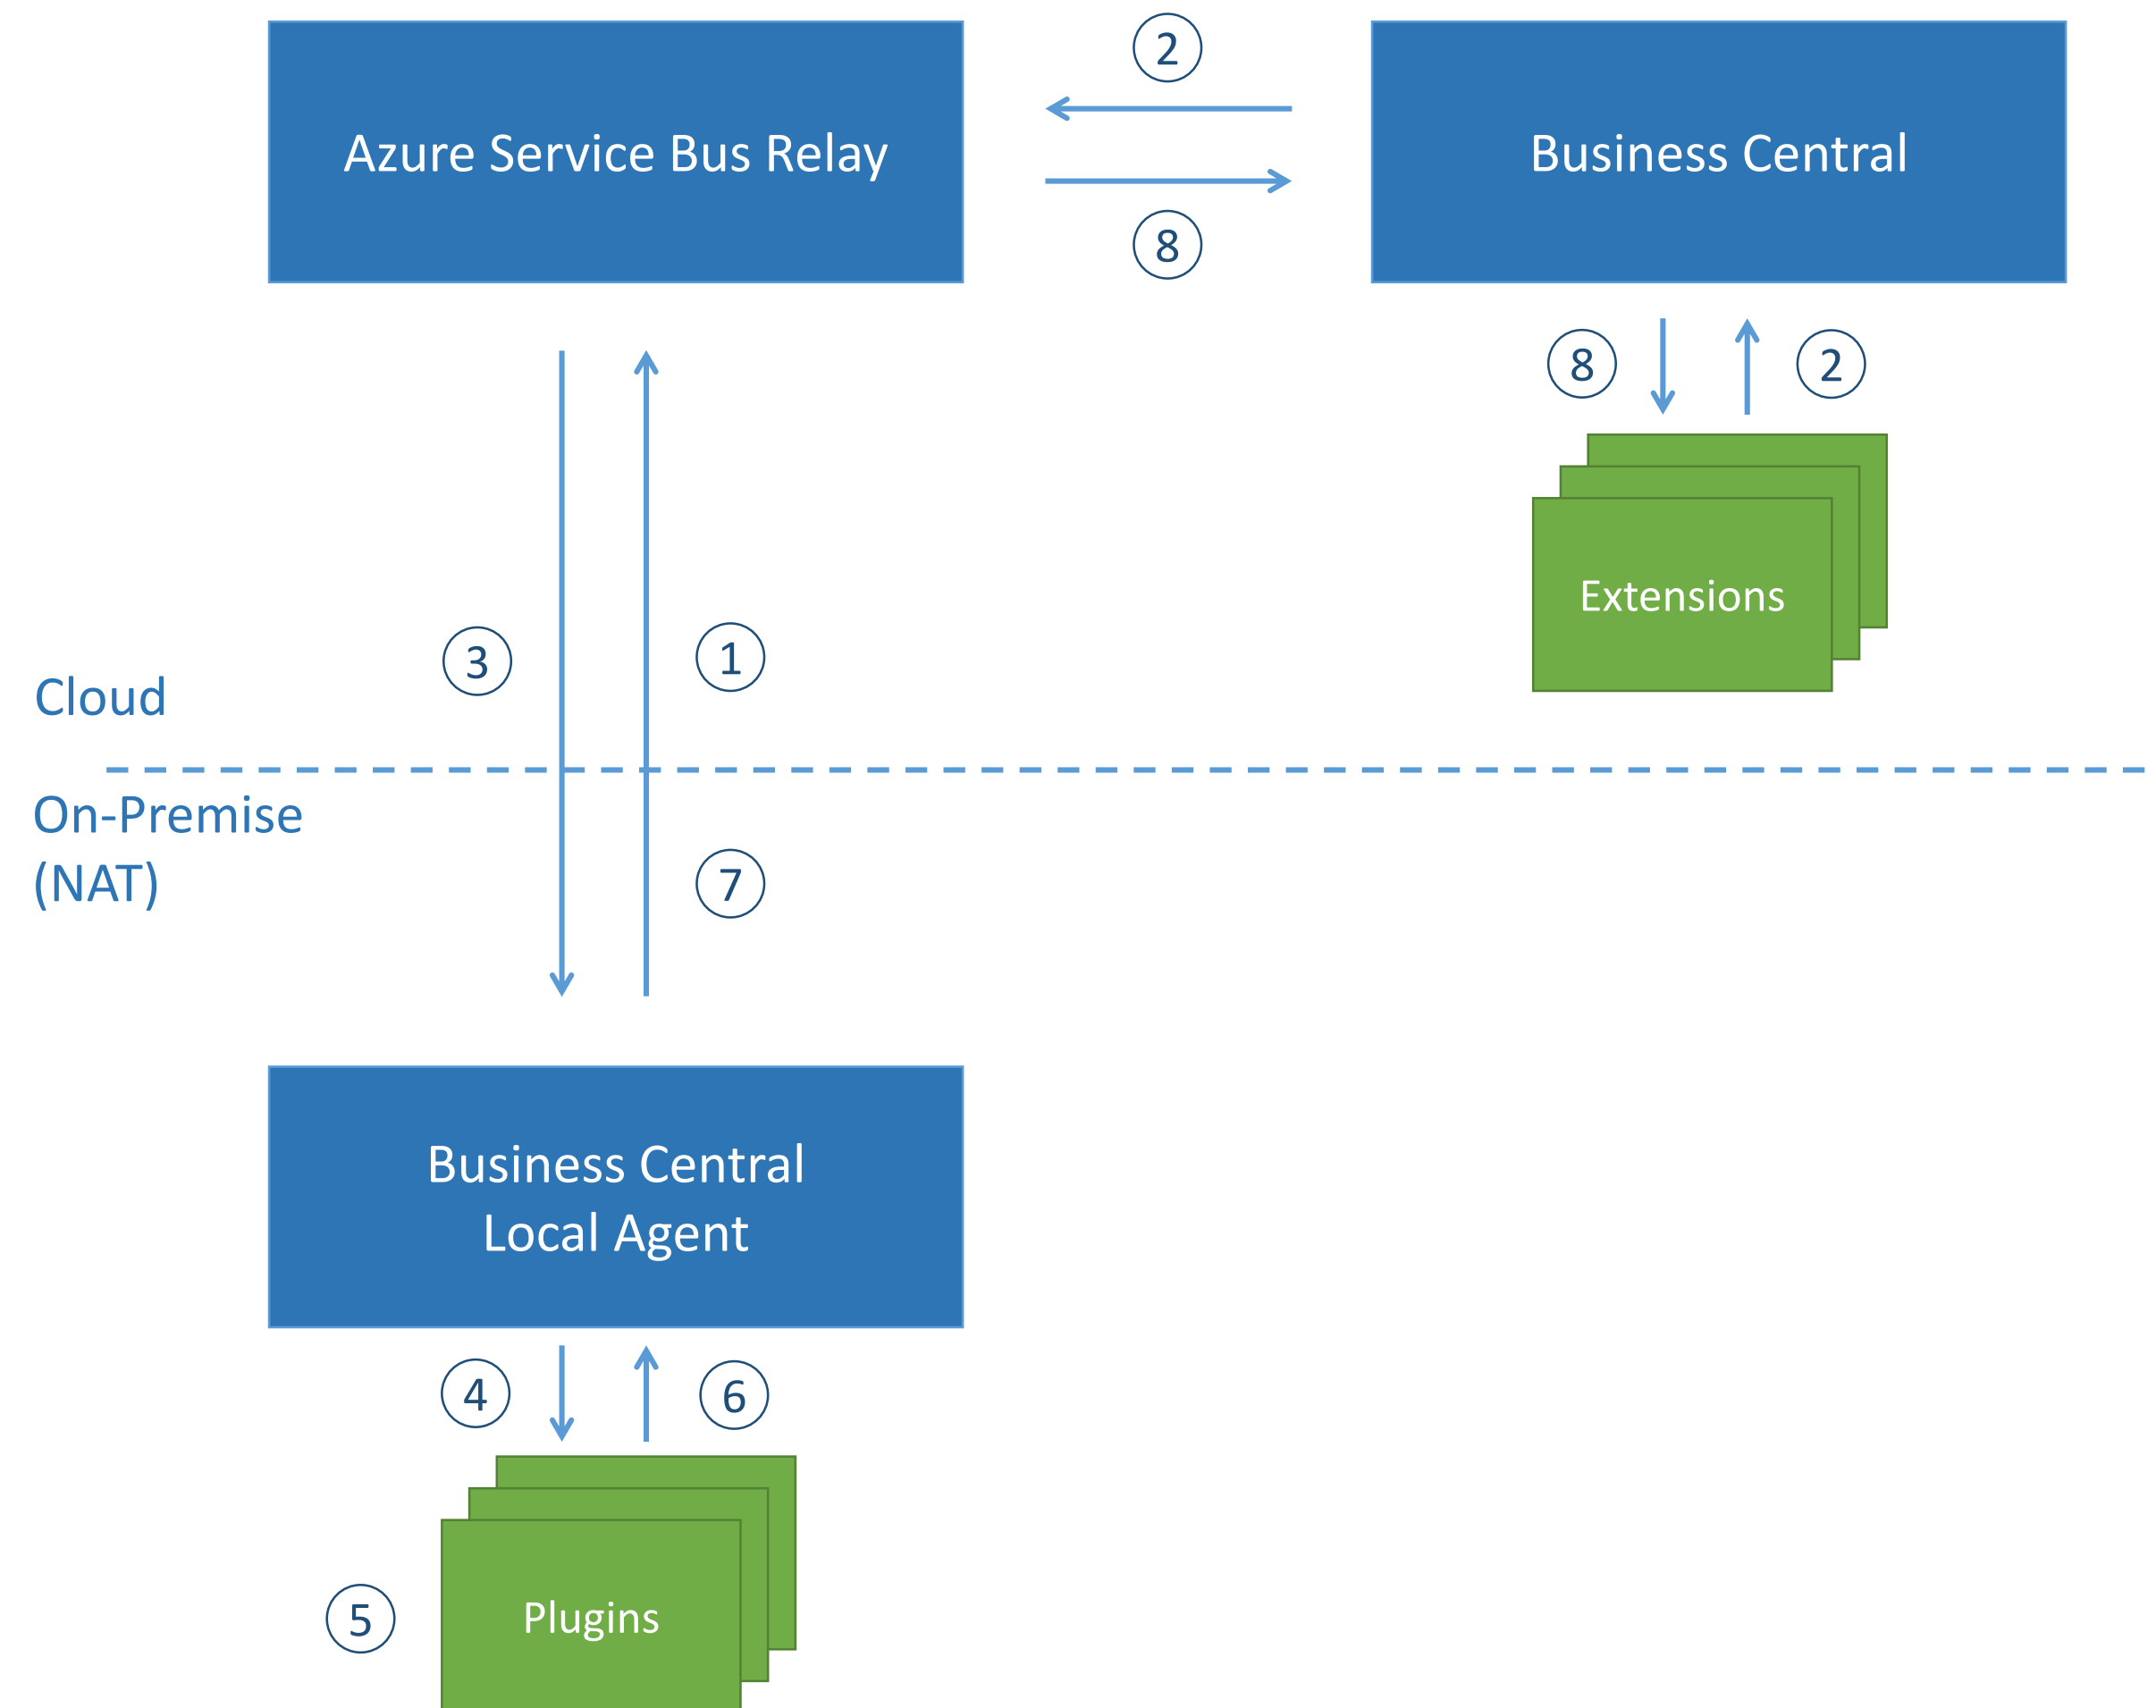 2
Azure Service Bus Relay
Business Central
8
8
2
Extensions
3
1
Cloud
On-Premise
(NAT)
7
Business Central
Local Agent
4
6
5
Plugins